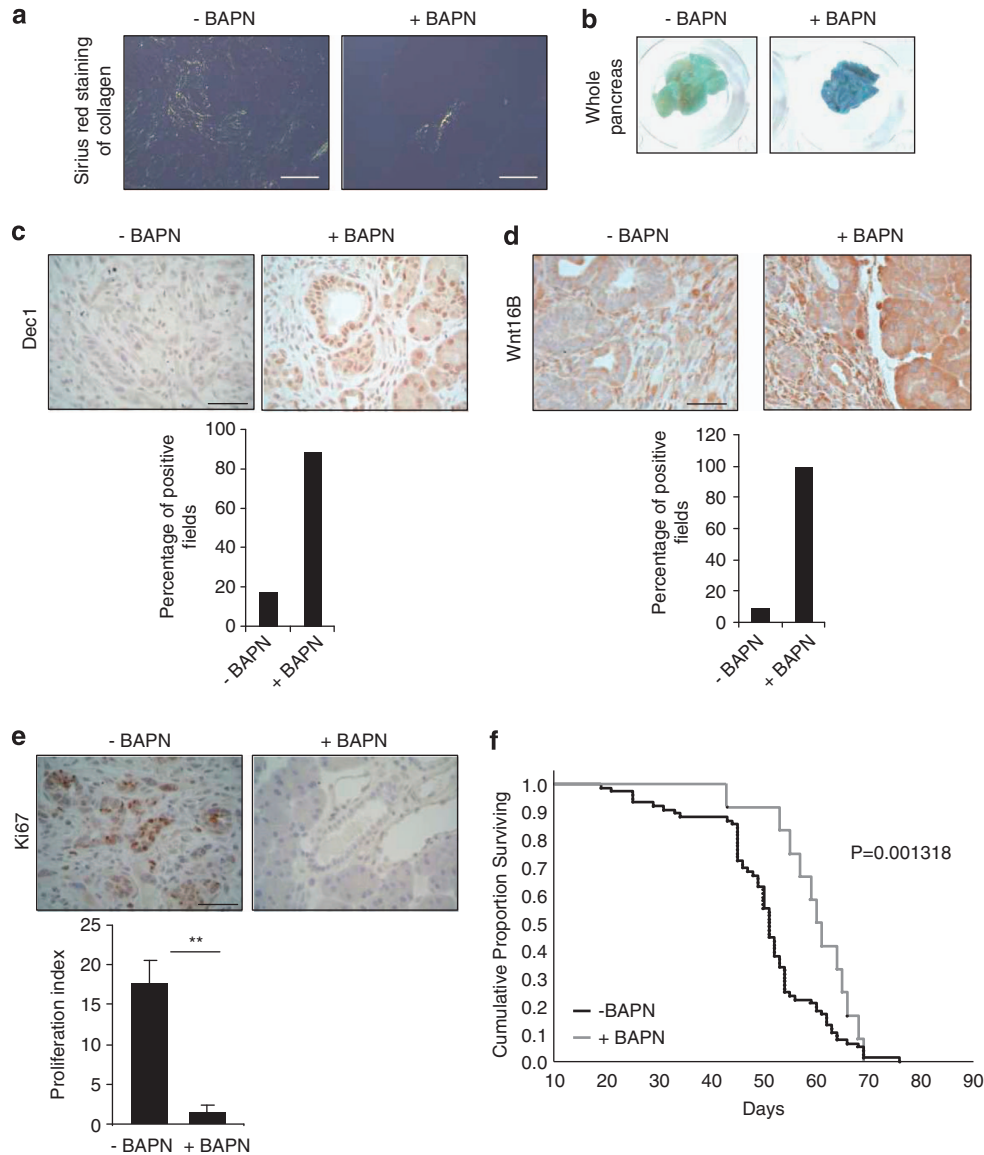 a
- BAPN
+ BAPN
Sirius red staining
of collagen
b
- BAPN
+ BAPN
Whole
pancreas
c
- BAPN
+ BAPN
Dec1
100
80
60
40
20
0
Percentage of positive
fields
- BAPN
+ BAPN
d
- BAPN
+ BAPN
Wnt16B
120
100
80
60
40
20
0
Percentage of positive
fields
- BAPN
+ BAPN
e
- BAPN
+ BAPN
Ki67
25
20
15
10
5
0
Proliferation index
**
- BAPN
+ BAPN
f
1.0
0.9
0.8
0.7
0.6
0.5
0.4
0.3
0.2
0.1
0.0
Cumulative Proportion Surviving
P=0.001318
-BAPN
+ BAPN
10 20 30 40 50 60 70 80 90
Days